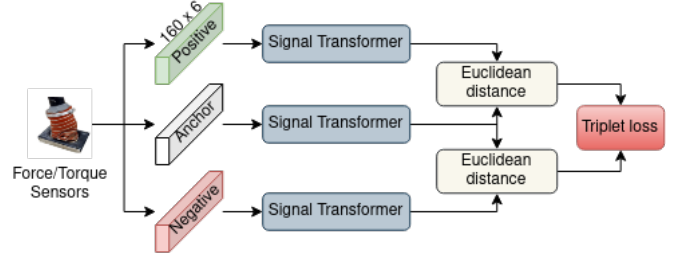 160 x 6
Positive
Signal Transformer
Euclidean
distance
Anchor
Signal Transformer
Triplet loss
Force/Torque
Sensors
Euclidean
distance
Negative
Signal Transformer